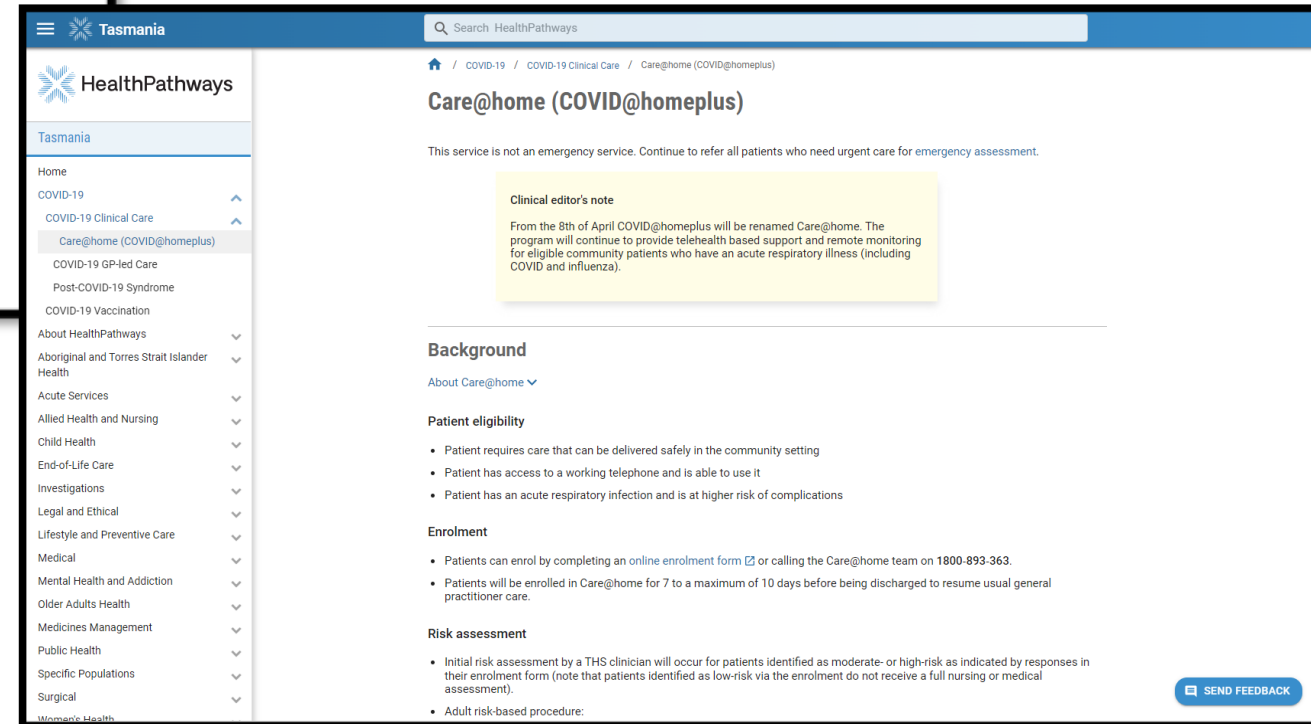 Tasmania
Search HealthPathways
HealthPathways
Tasmania
Home
COVID-19
COVID-19 Clinical Care
Care@home (COVID@homeplus)
COVID-19 GP-led Care
Post-COVID-19 Syndrome
COVID-19 Vaccination
About HealthPathways
Aboriginal and Torres Strait Islander
Health
Acute Services
Allied Health and Nursing
Child Health
End-of-Life Care
Investigations
Legal and Ethical
Lifestyle and Preventive Care
Medical
Mental Health and Addiction
Older Adults Health
Medicines Management
Public Health
Specific Populations
Surgical
Women's Health
/ COVID-19 / COVID-19 Clinical Care / Care@home (COVID@homeplus)
Care@home (COVID@homeplus)
This service is not an emergency service. Continue to refer all patients who need urgent care for emergency assessment.
Clinical editor's note
From the 8th of April COVID@homeplus will be renamed Care@home. The
program will continue to provide telehealth based support and remote monitoring
for eligible community patients who have an acute respiratory illness (including
COVID and influenza).
Background
About Care@home
Patient eligibility
• Patient requires care that can be delivered safely in the community setting
• Patient has access to a working telephone and is able to use it
• Patient has an acute respiratory infection and is at higher risk of complications
Enrolment
• Patients can enrol by completing an online enrolment form or calling the Care@home team on 1800-893-363.
• Patients will be enrolled in Care@home for 7 to a maximum of 10 days before being discharged to resume usual general
practitioner care.
Risk assessment
• Initial risk assessment by a THS clinician will occur for patients identified as moderate- or high-risk as indicated by responses in
their enrolment form (note that patients identified as low-risk via the enrolment do not receive a full nursing or medical
assessment).
• Adult risk-based procedure:
SEND FEEDBACK